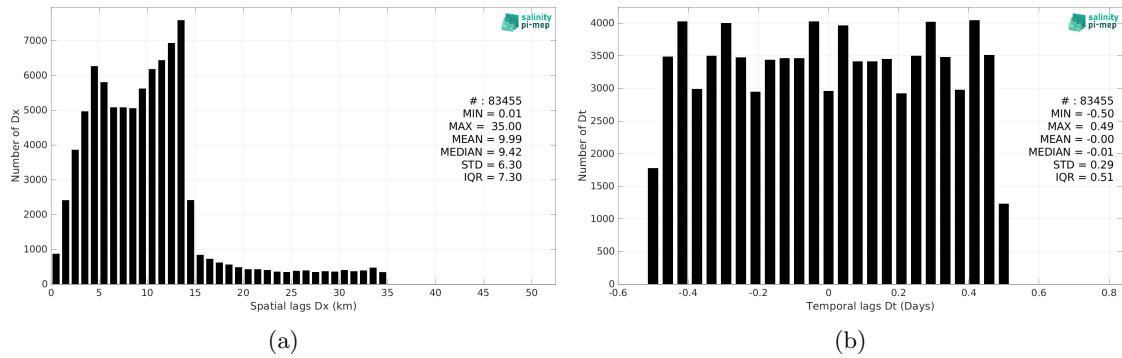 7000
6000
5000
4000
3000
2000
1000
0
Number of Dx
0 5 10 15 20 25 30 35 40 45 50
Spatial lags Dx (km)
salinity
pi-mep
# : 83455
MIN = 0.01
MAX = 35.00
MEAN = 9.99
MEDIAN = 9.42
STD = 6.30
IQR = 7.30
(a)
4000
3500
3000
2500
2000
1500
1000
500
0
Number of Dt
-0.6 -0.4 -0.2 0 0.2 0.4 0.6 0.8
Temporal lags Dt (Days)
salinity
pi-mep
# : 83455
MIN = -0.50
MAX = 0.49
MEAN = -0.00
MEDIAN = -0.01
STD = 0.29
IQR = 0.51
(b)